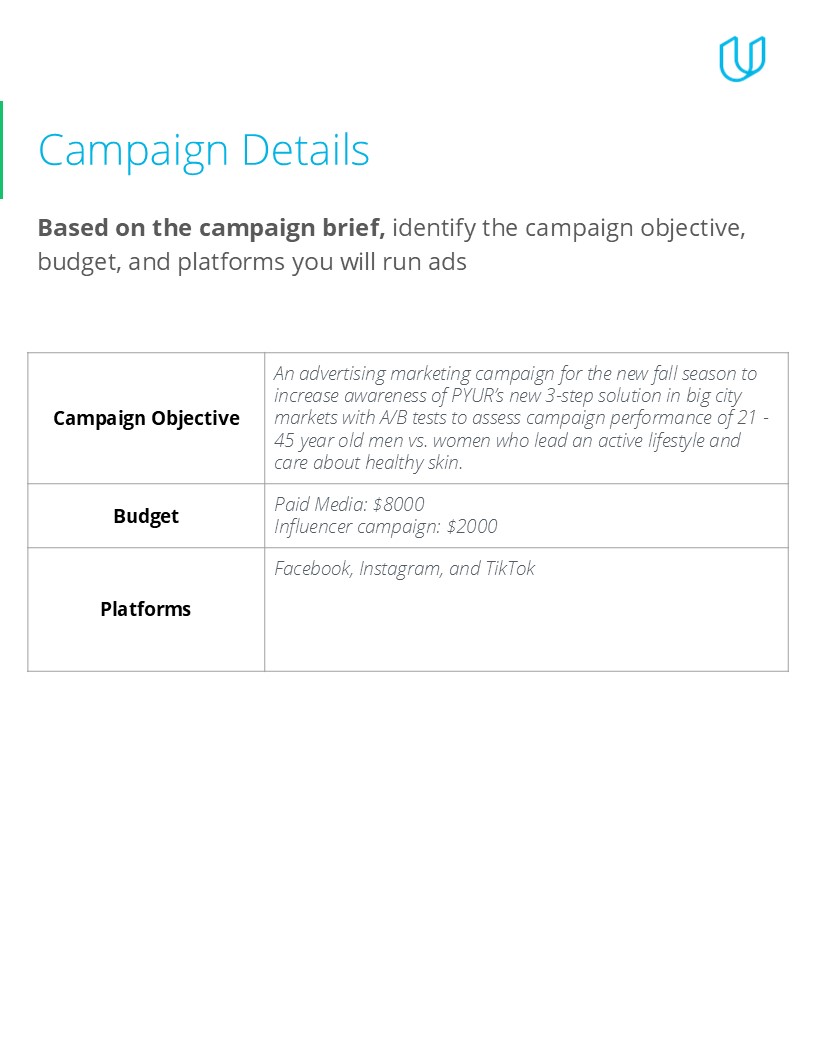 Campaign Details
Based on the campaign brief, identify the campaign objective,
budget, and platforms you will run ads
Campaign Objective
An advertising marketing campaign for the new fall season to
increase awareness of PYUR’s new 3-step solution in big city
markets with A/B tests to assess campaign performance of 21 -
45 year old men vs. women who lead an active lifestyle and
care about healthy skin.
Budget
Paid Media: $8000
Influencer campaign: $2000
Platforms
Facebook, Instagram, and TikTok